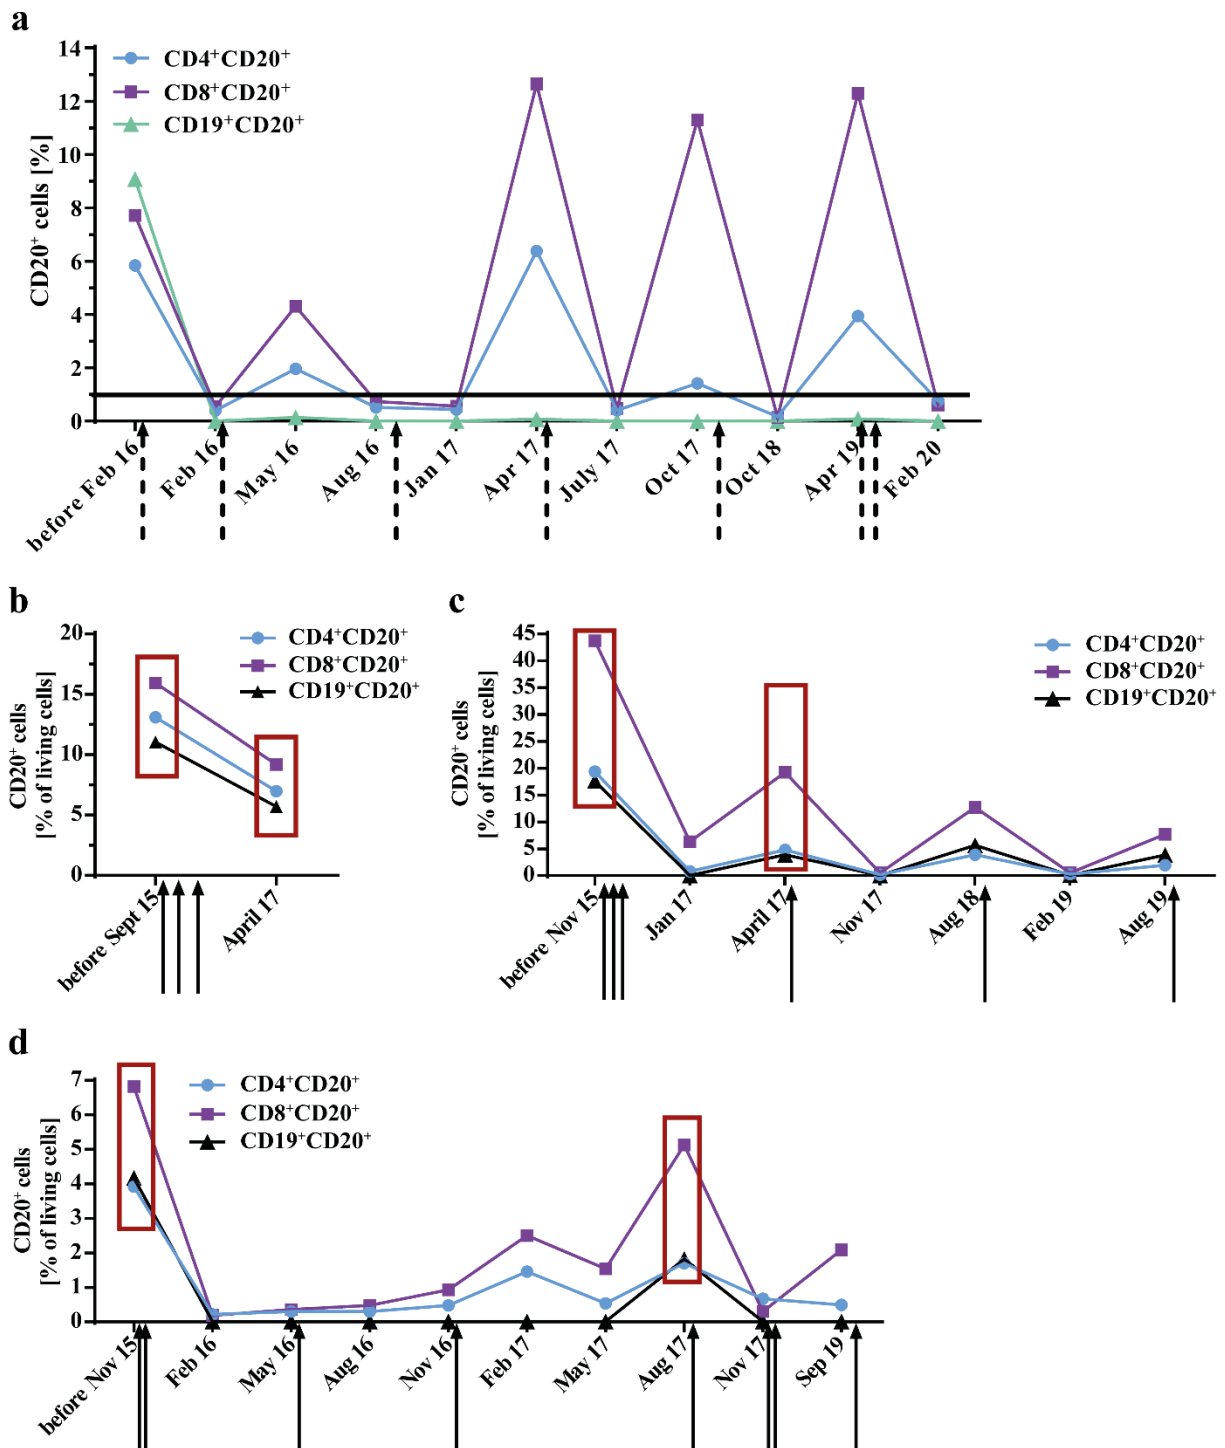 a
14
12
10
8
6
4
2
0
CD20⁺ cells [%]
CD4⁺CD20⁺
CD8⁺CD20⁺
CD19⁺CD20⁺
before Feb 16
Feb 16
May 16
Aug 16
Jan 17
Apr 17
July 17
Oct 17
Oct 18
Apr 19
Feb 20
b
20
15
10
5
0
CD20⁺ cells
[% of living cells]
CD4⁺CD20⁺
CD8⁺CD20⁺
CD19⁺CD20⁺
before Sept 15
April 17
c
45
40
35
30
25
20
15
10
5
0
CD20⁺ cells
[% of living cells]
CD4⁺CD20⁺
CD8⁺CD20⁺
CD19⁺CD20⁺
before Nov 15
Jan 17
April 17
Nov 17
Aug 18
Feb 19
Aug 19
d
7
6
5
4
3
2
1
0
CD20⁺ cells
[% of living cells]
CD4⁺CD20⁺
CD8⁺CD20⁺
CD19⁺CD20⁺
before Nov 15
Feb 16
May 16
Aug 16
Nov 16
Feb 17
May 17
Aug 17
Nov 17
Sep 19